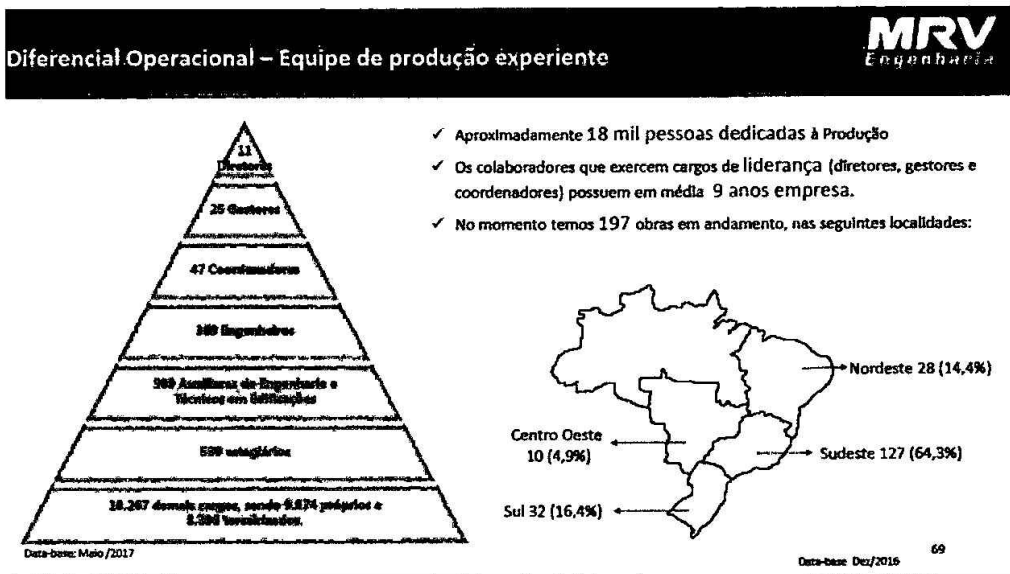 Diferencial Operacional – Equipe de produção experiente
MRV
Engenharia
11
Diretores
25 Gestores
47 Coordenadores
Engenheiros
Auxiliares de Engenharia e
Técnicos em Edificações
estagiários
demais cargos, sendo próprios e
terceirizados.
Data-base: Maio /2017
✓ Aproximadamente 18 mil pessoas dedicadas à Produção
✓ Os colaboradores que exercem cargos de liderança (diretores, gestores e
coordenadores) possuem em média 9 anos empresa.
✓ No momento temos 197 obras em andamento, nas seguintes localidades:
Nordeste 28 (14,4%)
Centro Oeste
10 (4,9%)
Sudeste 127 (64,3%)
Sul 32 (16,4%)
69
Data-base Dez/2016